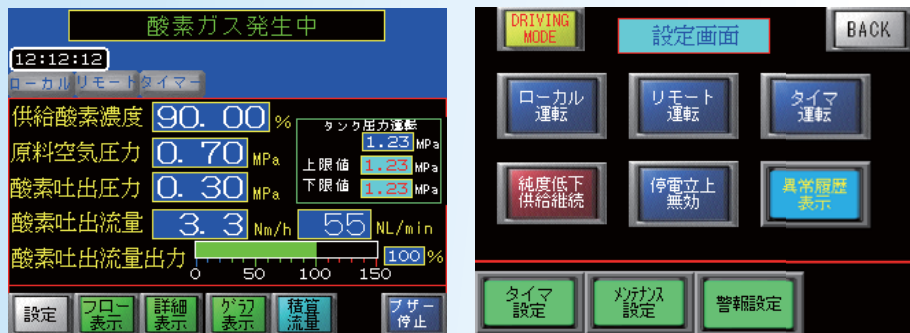 酸素ガス発生中
12:12:12
ローカル リモート タイマー
供給酸素濃度 90.00 %
原料空気圧力 0.70 MPa
酸素吐出圧力 0.30 MPa
酸素吐出流量 3.3 Nm/h 55 NL/min
酸素吐出流量出力 100 %
0 50 100 150
タンク圧力運転
1.23 MPa
上限値 1.23 MPa
下限値 1.23 MPa
設定
フロー
表示
詳細
表示
グラフ
表示
積算
流量
ブザー
停止
DRIVING
MODE
設定画面
BACK
ローカル
運転
リモート
運転
タイマ
運転
純度低下
供給継続
停電立上
無効
異常履歴
表示
タイマ
設定
メンテナンス
設定
警報設定